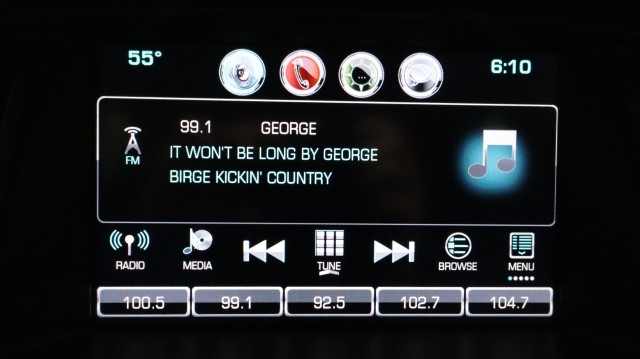 55° 6:10
99.1 GEORGE
IT WON'T BE LONG BY GEORGE
FM
BIRGE KICKIN' COUNTRY
RADIO MEDIA TUNE BROWSE MENU
100.5 99.1 92.5 102.7 104.7